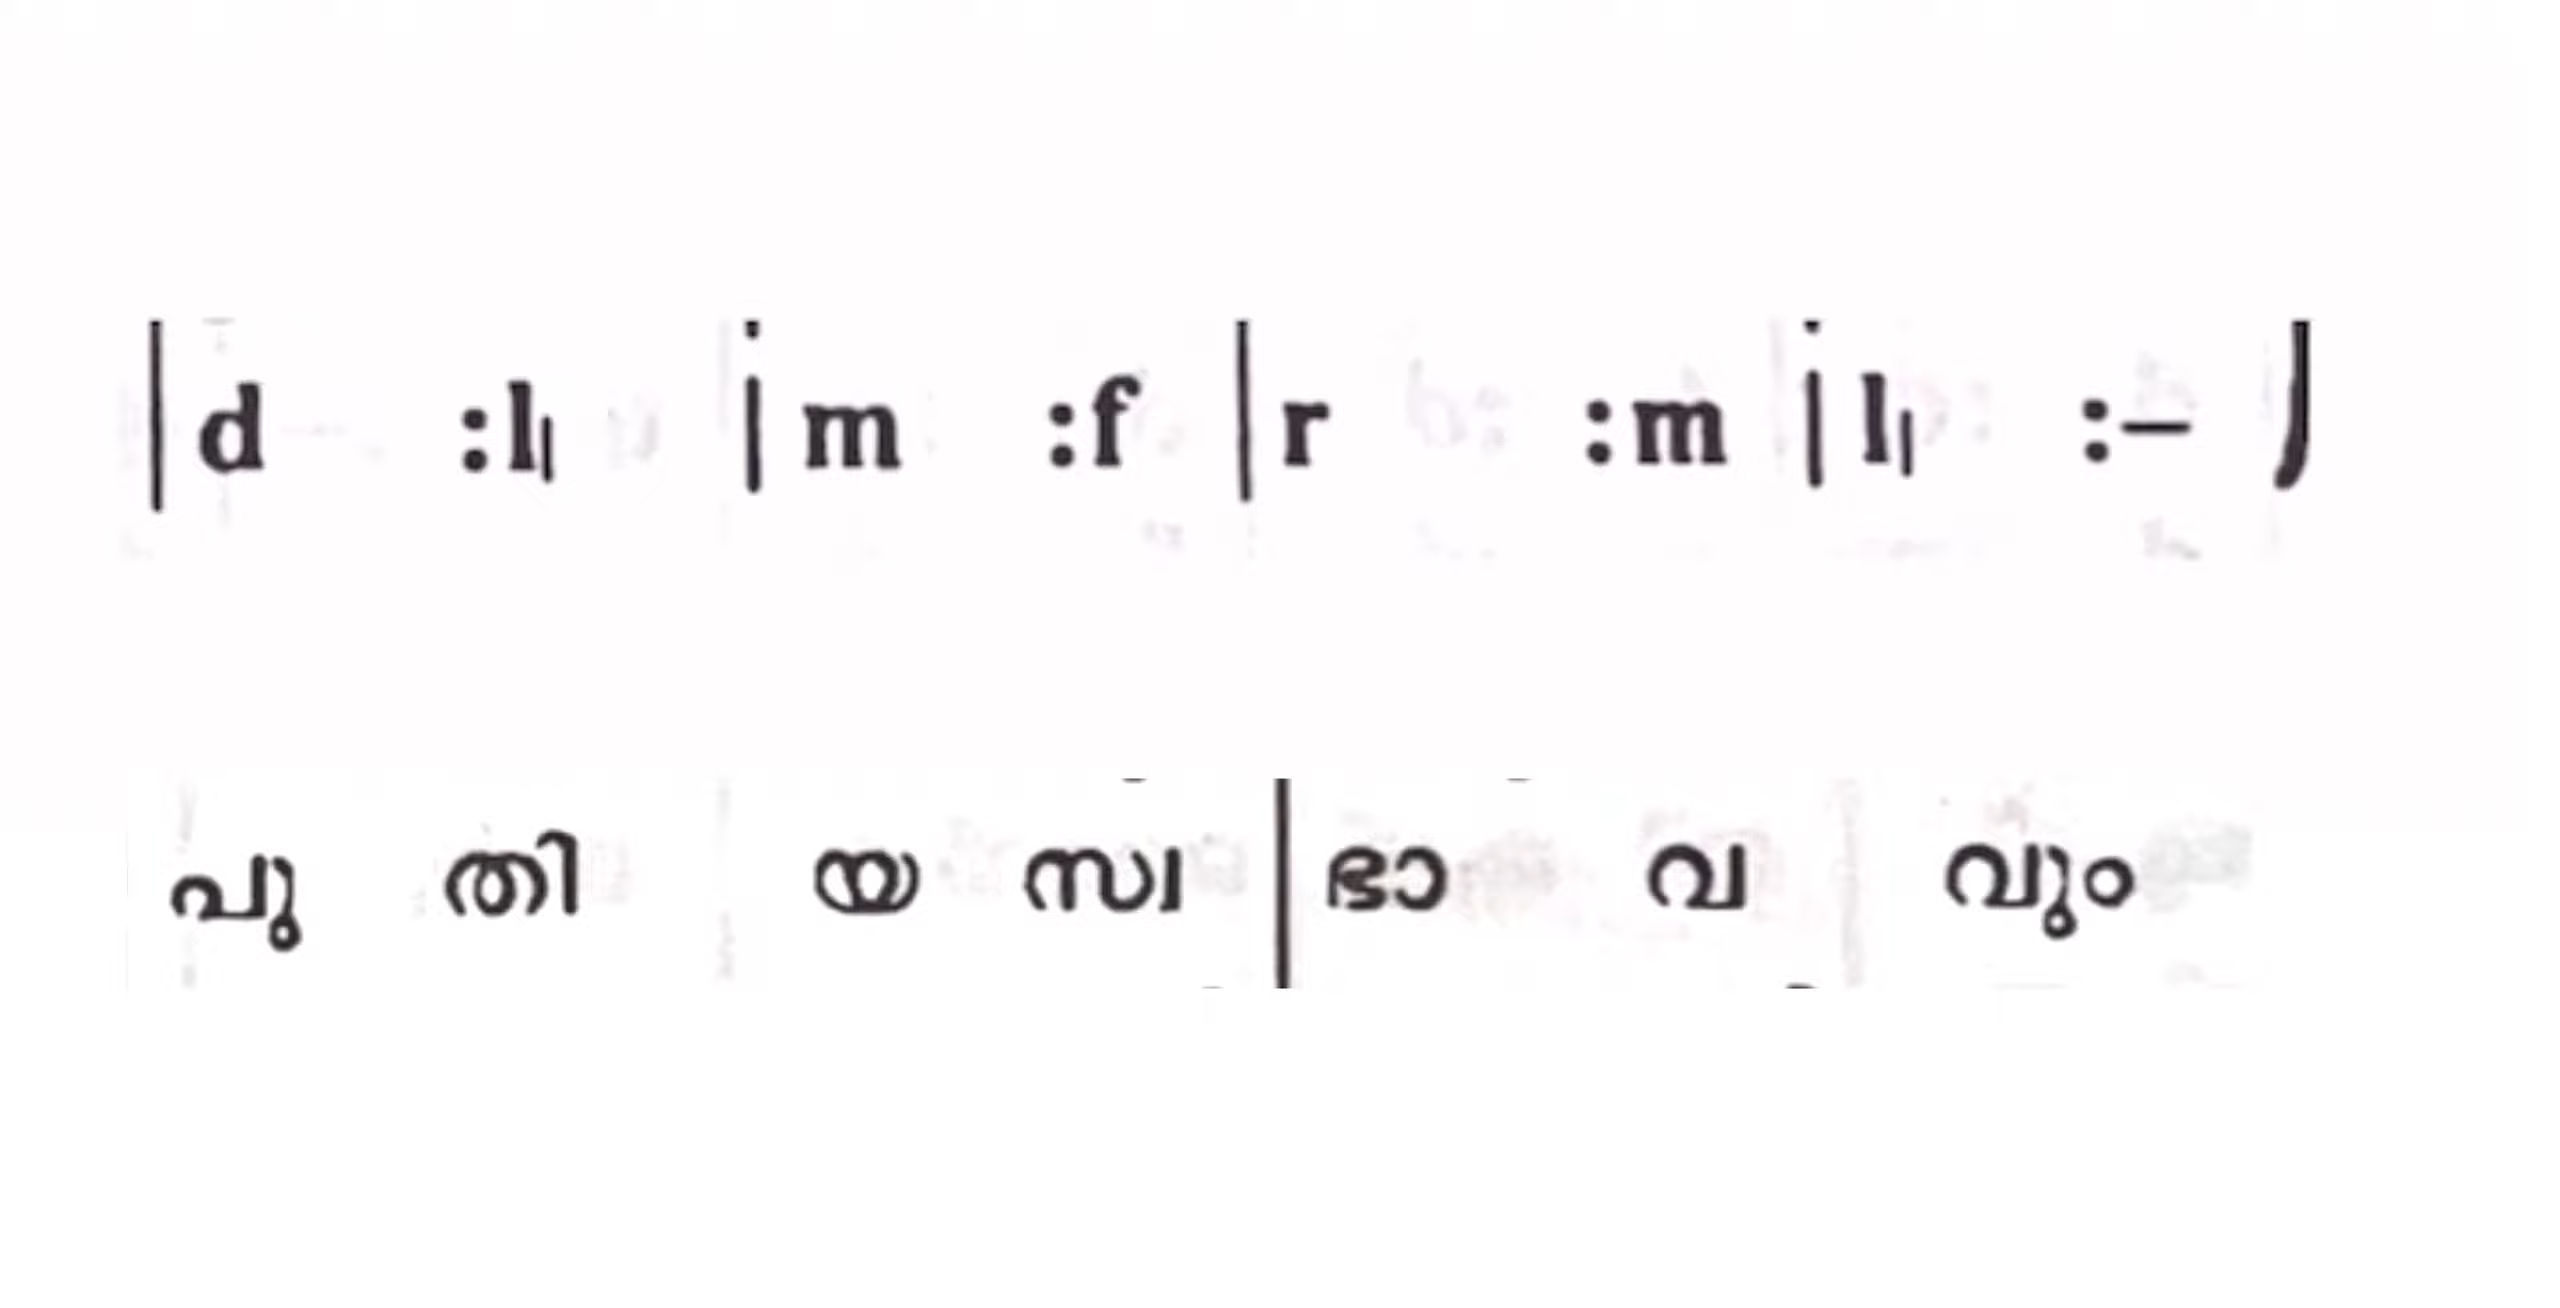 | d :l₁ | m :f | r :m | l₁ :– |
പു തി യ സ്വ | ഭാ വ വും